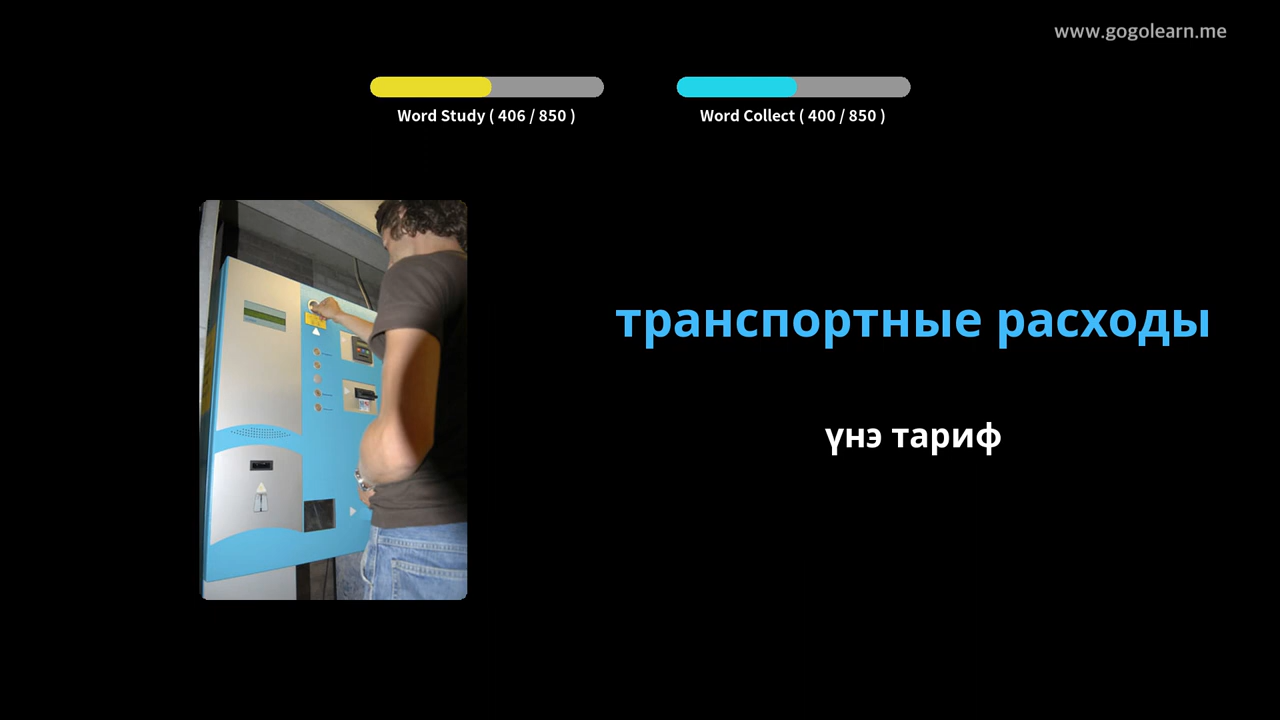 www.gogolearn.me
Word Study ( 406 / 850 )
Word Collect ( 400 / 850 )
транспортные расходы
үнэ тариф